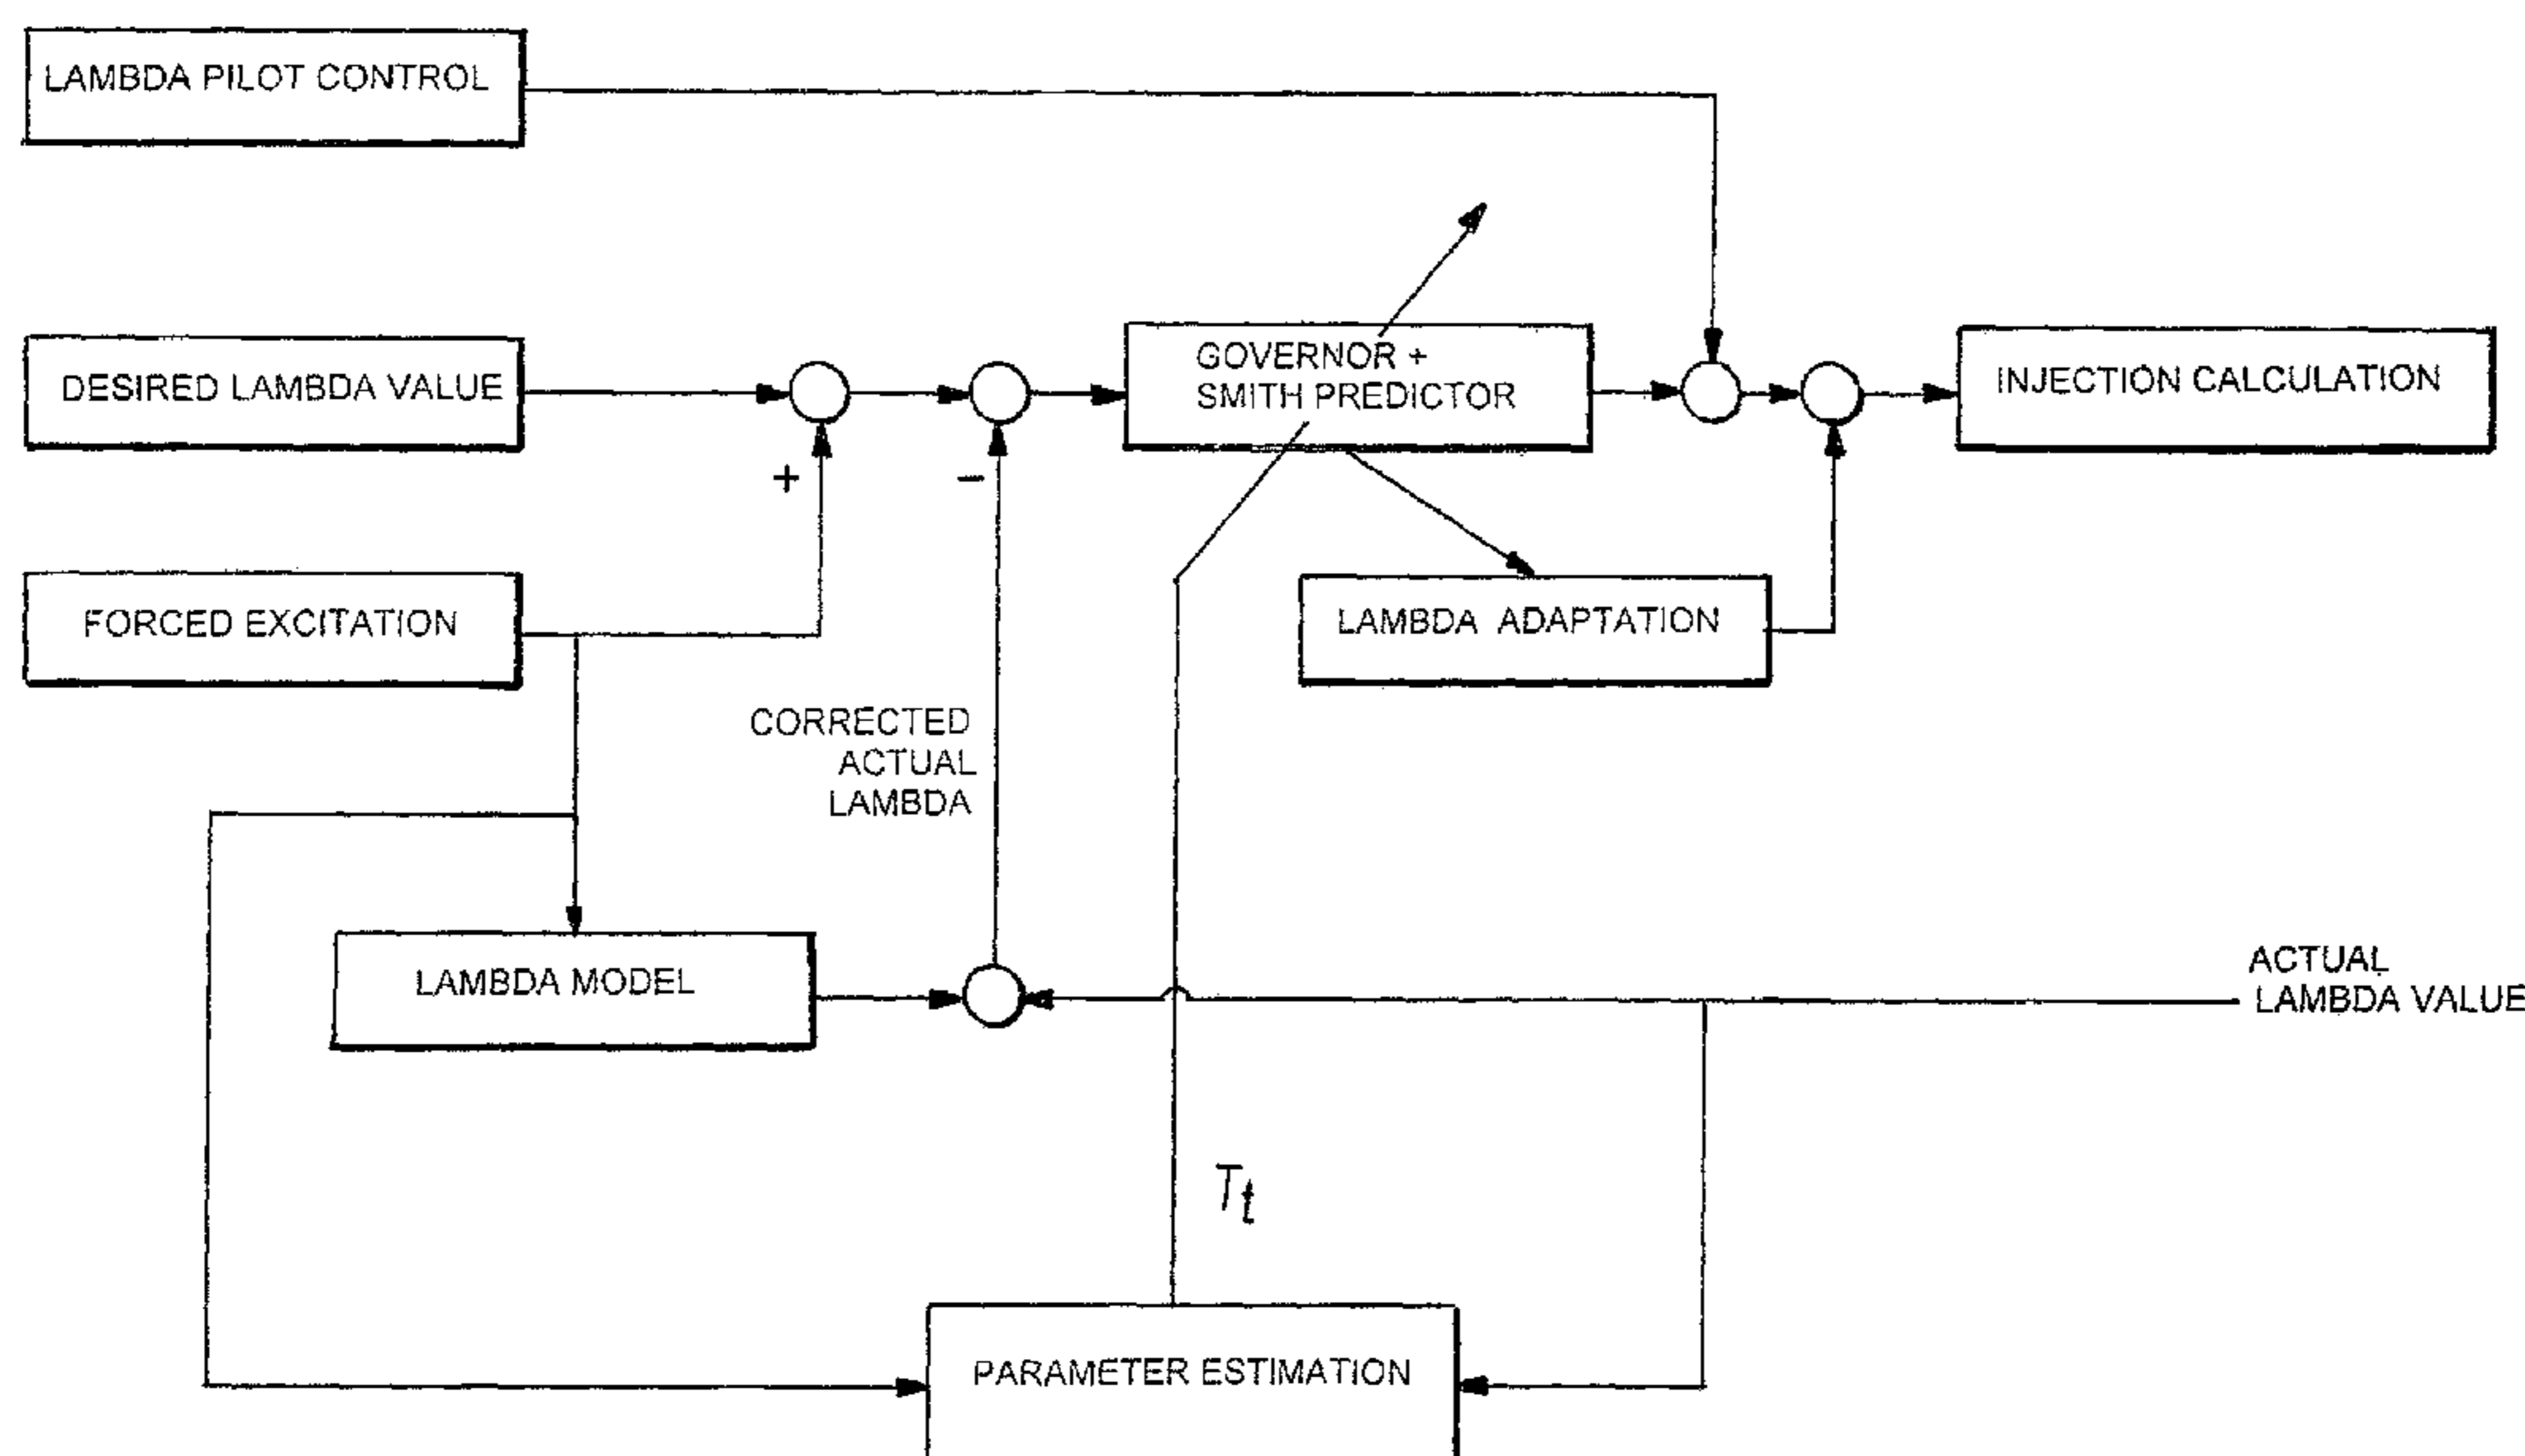 LAMBDA PILOT CONTROL
DESIRED LAMBDA VALUE
GOVERNOR +
SMITH PREDICTOR
INJECTION CALCULATION
+
−
FORCED EXCITATION
LAMBDA ADAPTATION
CORRECTED
ACTUAL
LAMBDA
LAMBDA MODEL
ACTUAL
LAMBDA VALUE
Tt
PARAMETER ESTIMATION